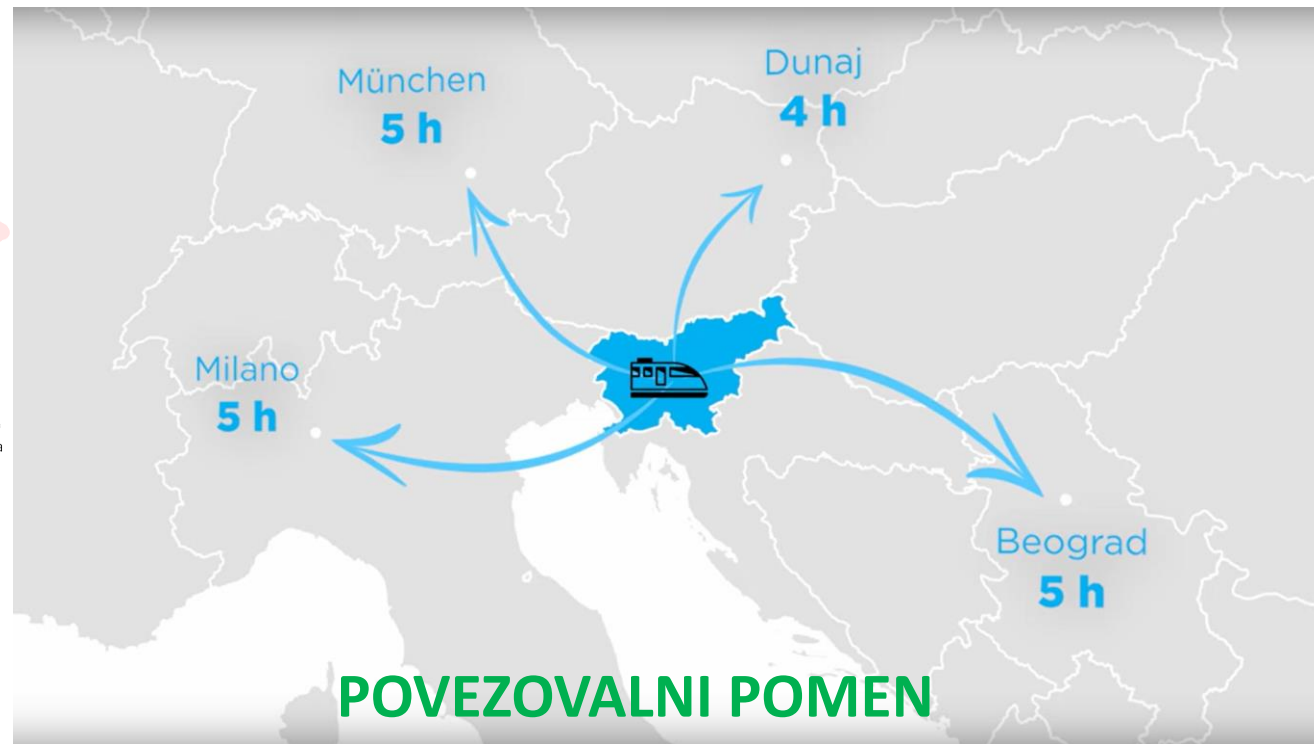 München
5 h
Dunaj
4 h
Milano
5 h
a
Beograd
5 h
POVEZOVALNI POMEN